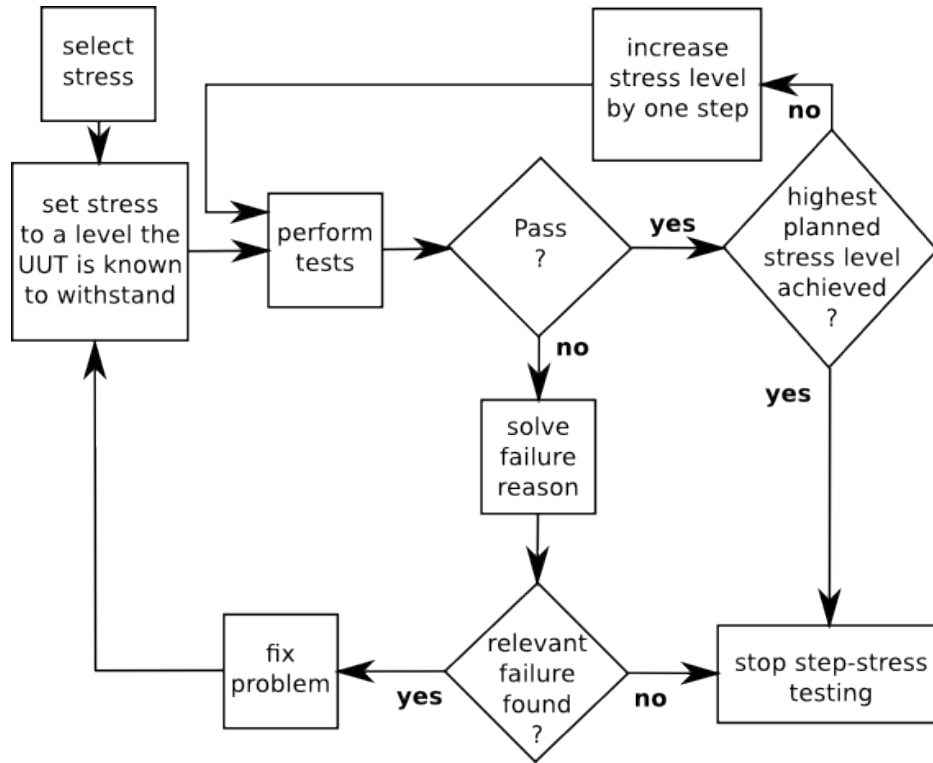 select
stress
increase
stress level
by one step
no
set stress
to a level the
UUT is known
to withstand
perform
tests
Pass
?
yes
highest
planned
stress level
achieved
?
no
yes
solve
failure
reason
fix
problem
yes
relevant
failure
found
?
no
stop step-stress
testing